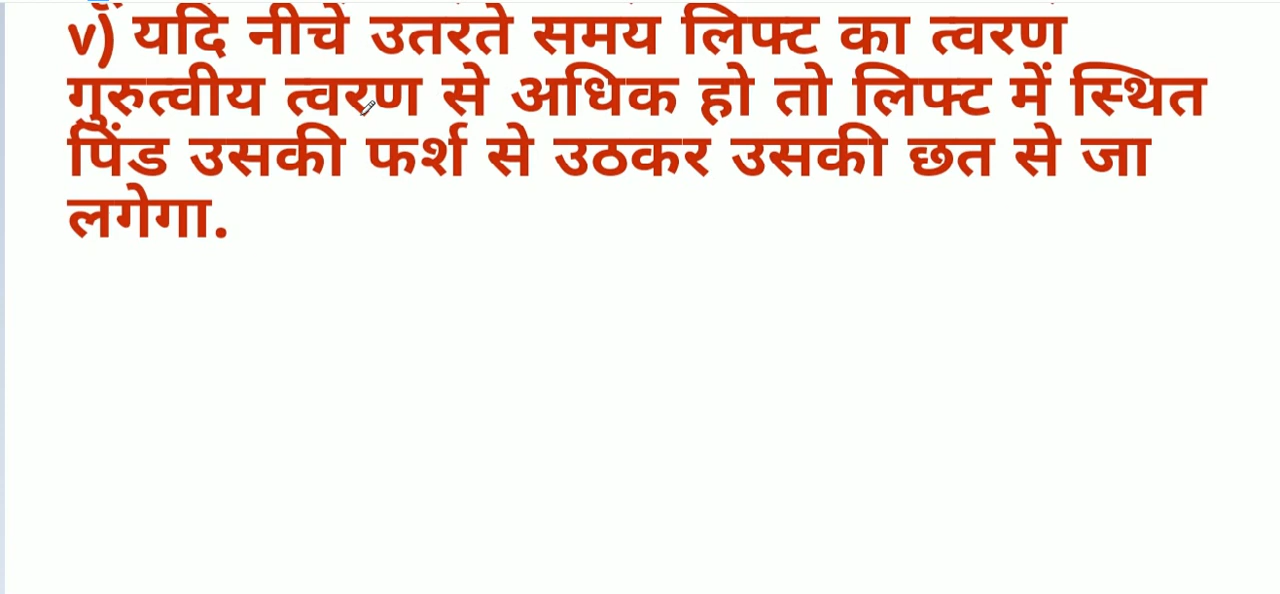 v) यदि नीचे उतरते समय लिफ्ट का त्वरण
गुरुत्वीय त्वरण से अधिक हो तो लिफ्ट में स्थित
पिंड उसकी फर्श से उठकर उसकी छत से जा
लगेगा.